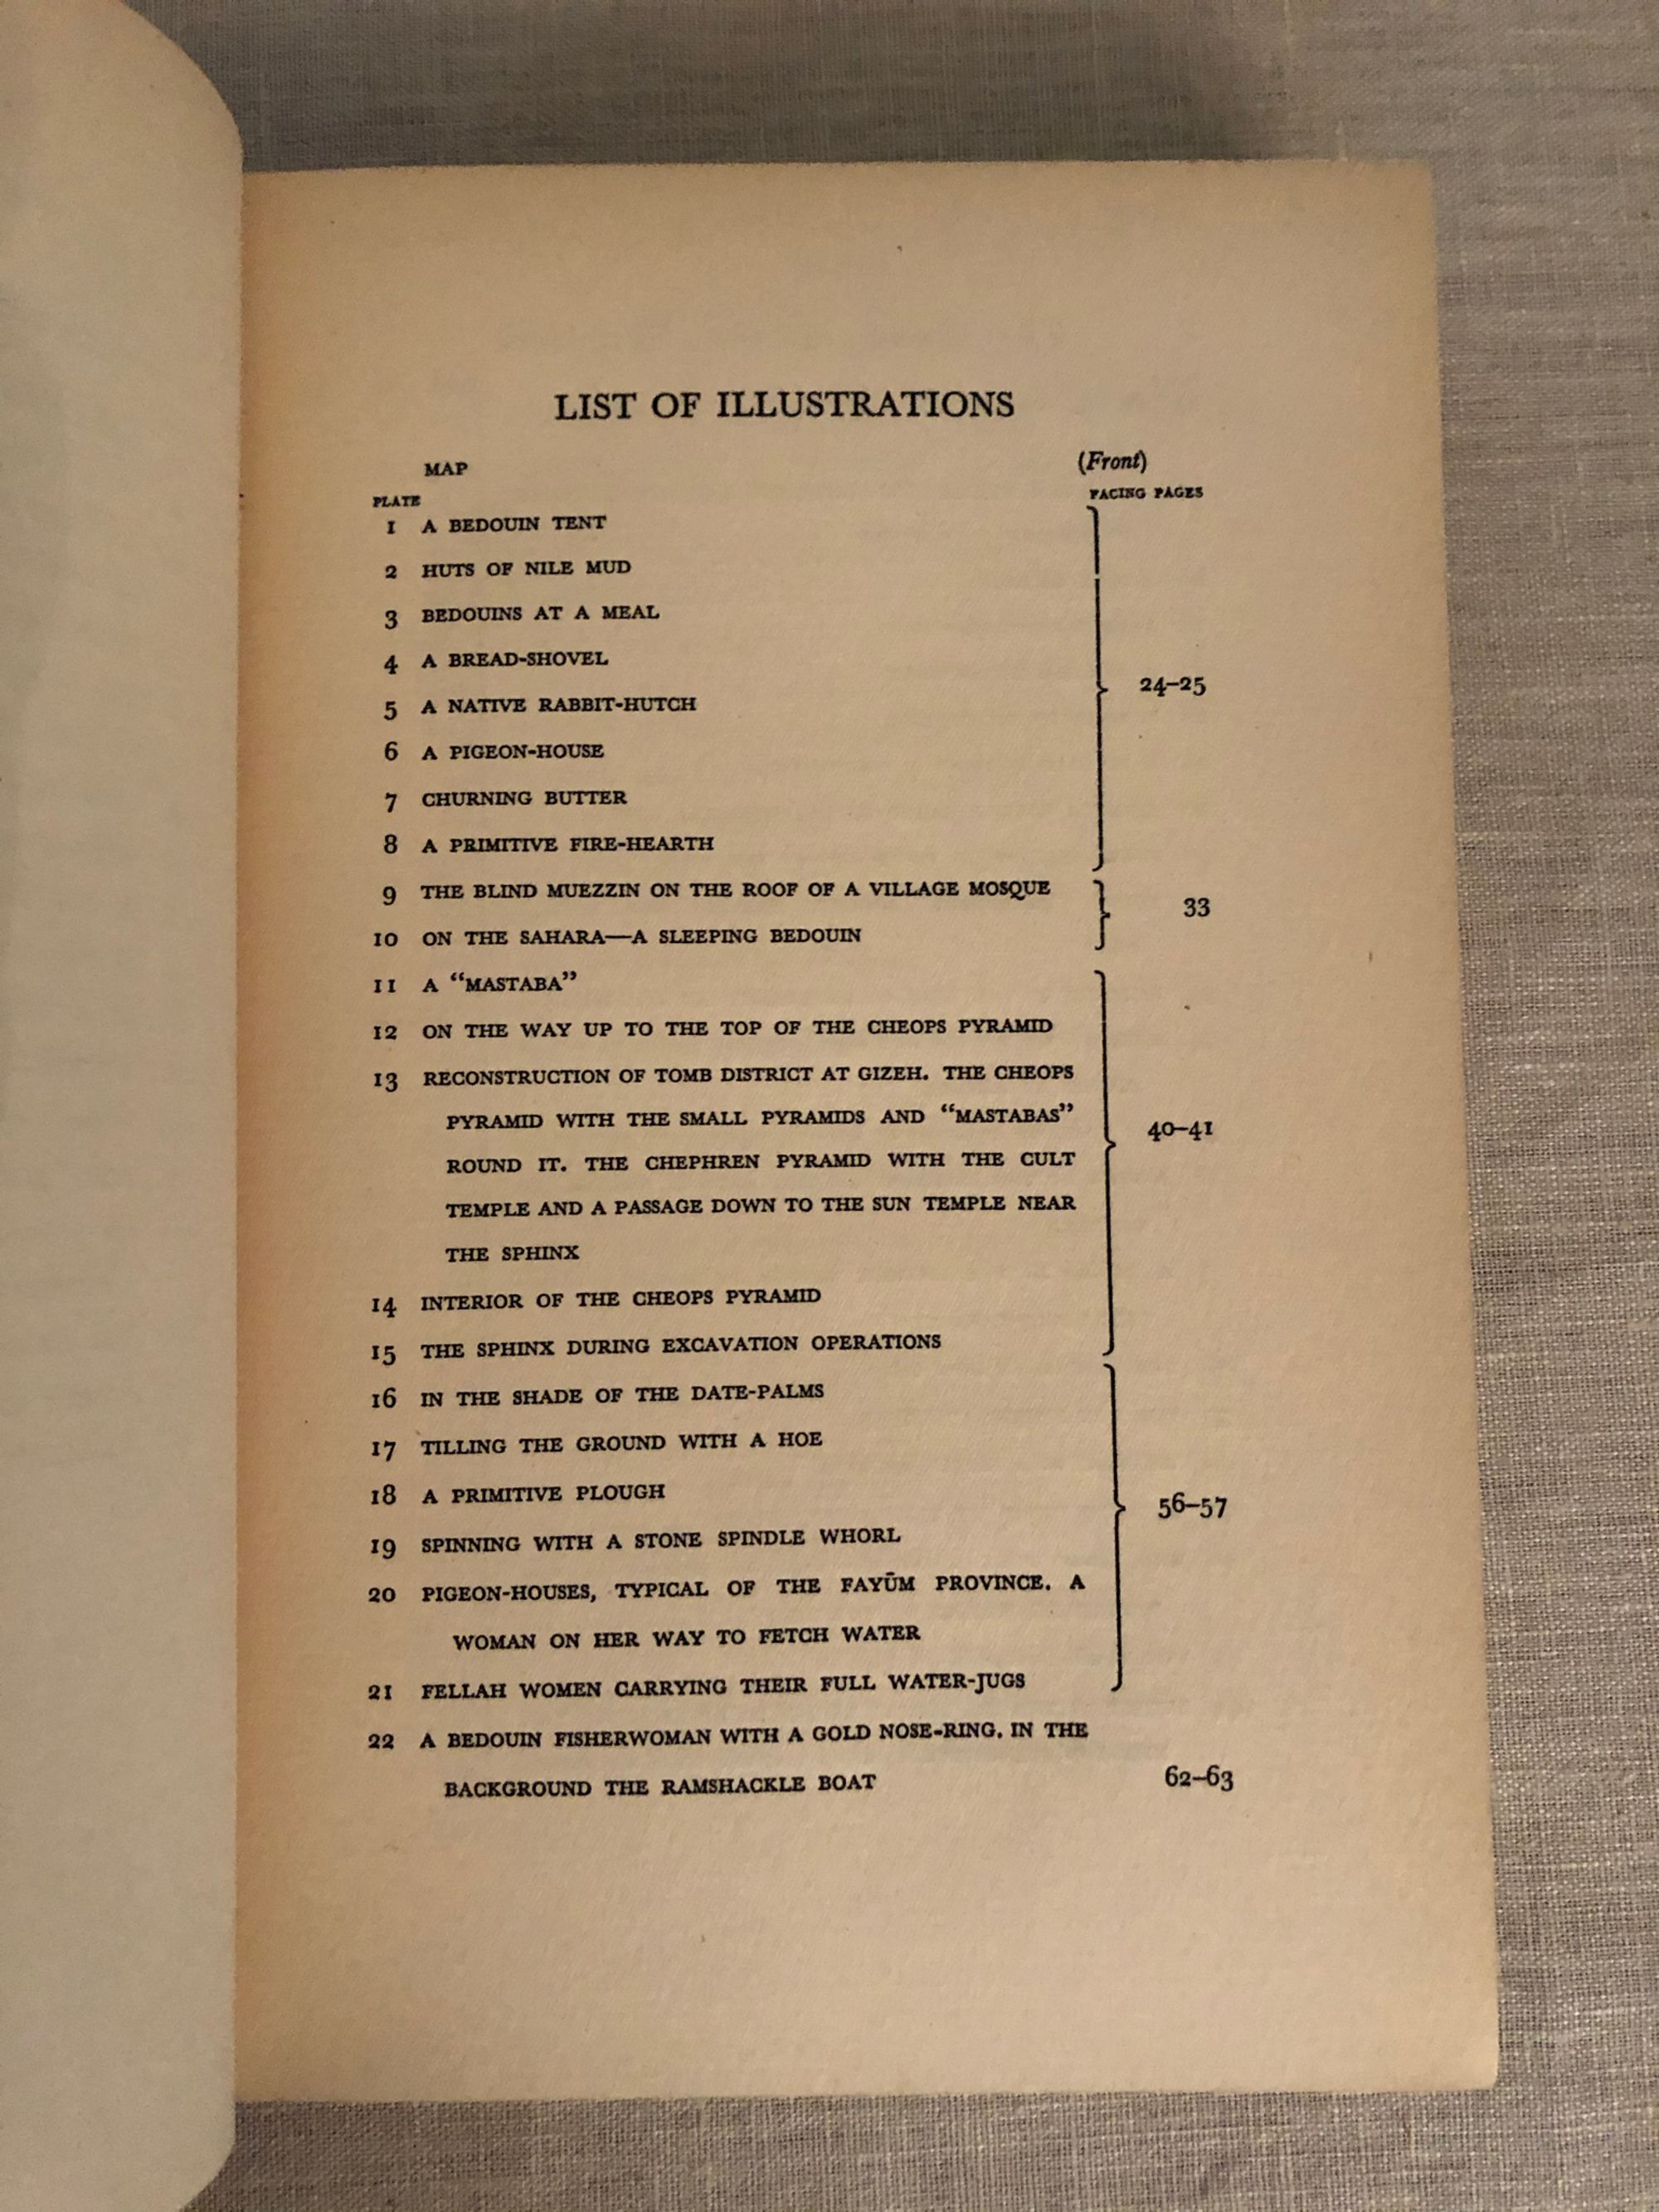 LIST OF ILLUSTRATIONS
MAP (Front)
PLATE FACING PAGES
1 A BEDOUIN TENT
2 HUTS OF NILE MUD
3 BEDOUINS AT A MEAL
4 A BREAD-SHOVEL
5 A NATIVE RABBIT-HUTCH
24–25
6 A PIGEON-HOUSE
7 CHURNING BUTTER
8 A PRIMITIVE FIRE-HEARTH
9 THE BLIND MUEZZIN ON THE ROOF OF A VILLAGE MOSQUE
33
10 ON THE SAHARA—A SLEEPING BEDOUIN
11 A “MASTABA”
12 ON THE WAY UP TO THE TOP OF THE CHEOPS PYRAMID
13 RECONSTRUCTION OF TOMB DISTRICT AT GIZEH. THE CHEOPS
PYRAMID WITH THE SMALL PYRAMIDS AND “MASTABAS”
40–41
ROUND IT. THE CHEPHREN PYRAMID WITH THE CULT
TEMPLE AND A PASSAGE DOWN TO THE SUN TEMPLE NEAR
THE SPHINX
14 INTERIOR OF THE CHEOPS PYRAMID
15 THE SPHINX DURING EXCAVATION OPERATIONS
16 IN THE SHADE OF THE DATE-PALMS
17 TILLING THE GROUND WITH A HOE
18 A PRIMITIVE PLOUGH
56–57
19 SPINNING WITH A STONE SPINDLE WHORL
20 PIGEON-HOUSES, TYPICAL OF THE FAYŪM PROVINCE. A
WOMAN ON HER WAY TO FETCH WATER
21 FELLAH WOMEN CARRYING THEIR FULL WATER-JUGS
22 A BEDOUIN FISHERWOMAN WITH A GOLD NOSE-RING. IN THE
BACKGROUND THE RAMSHACKLE BOAT 62–63